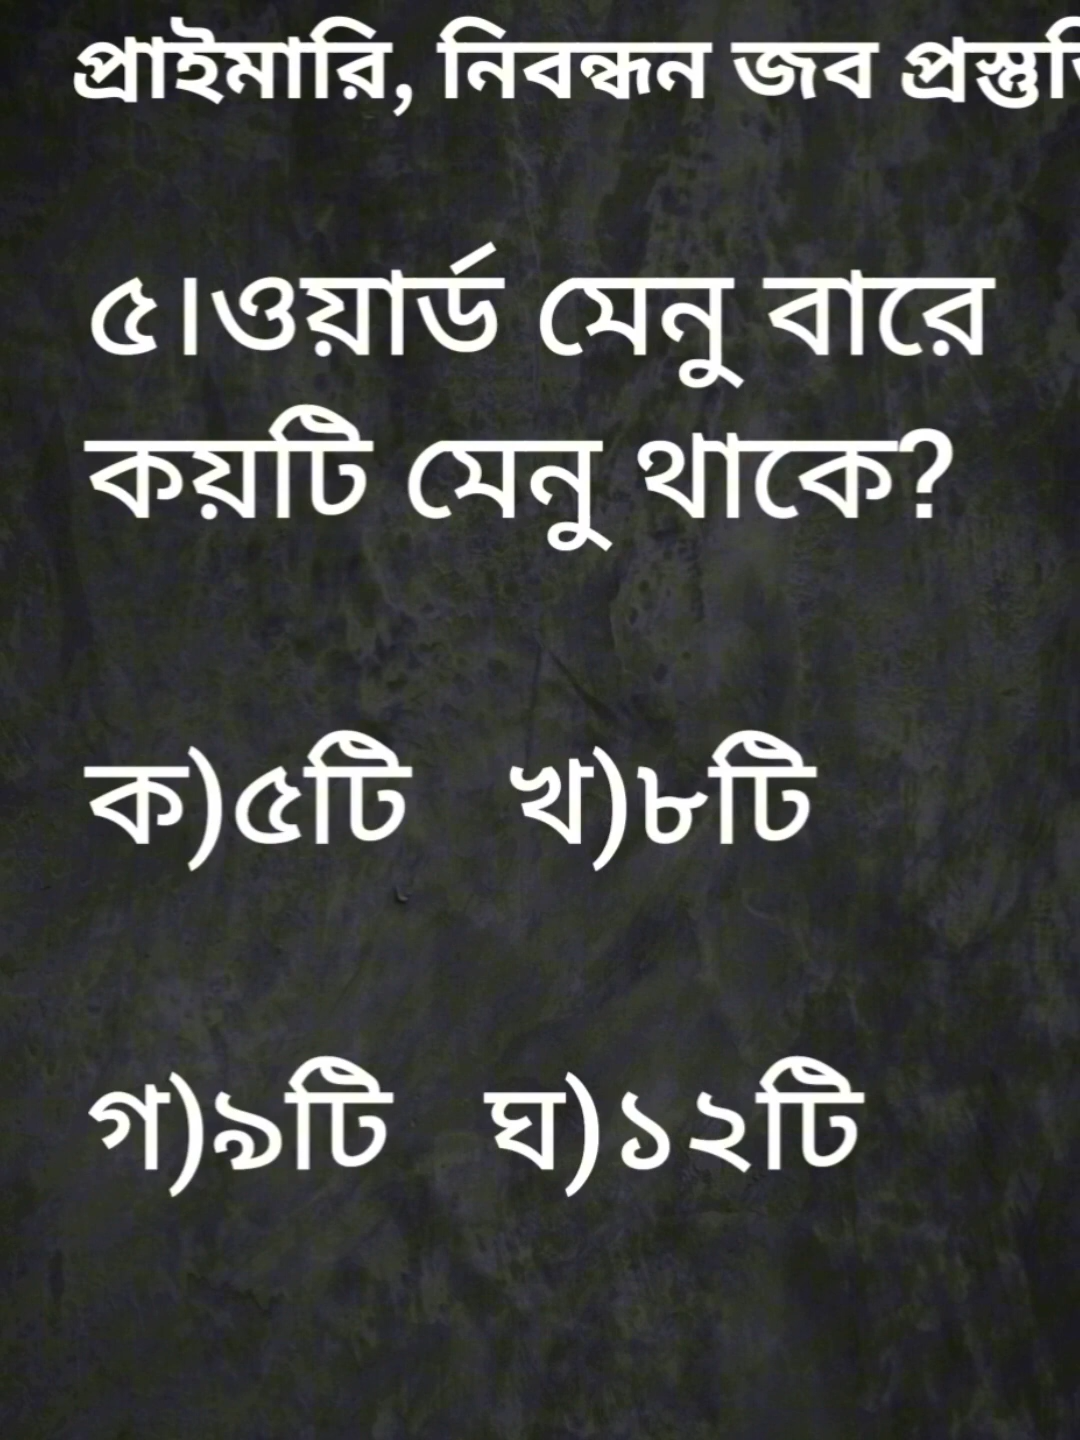 প্রাইমারি, নিবন্ধন জব প্রস্তুতি
৫।ওয়ার্ড মেনু বারে
কয়টি মেনু থাকে?
ক)৫টি খ)৮টি
গ)৯টি ঘ)১২টি